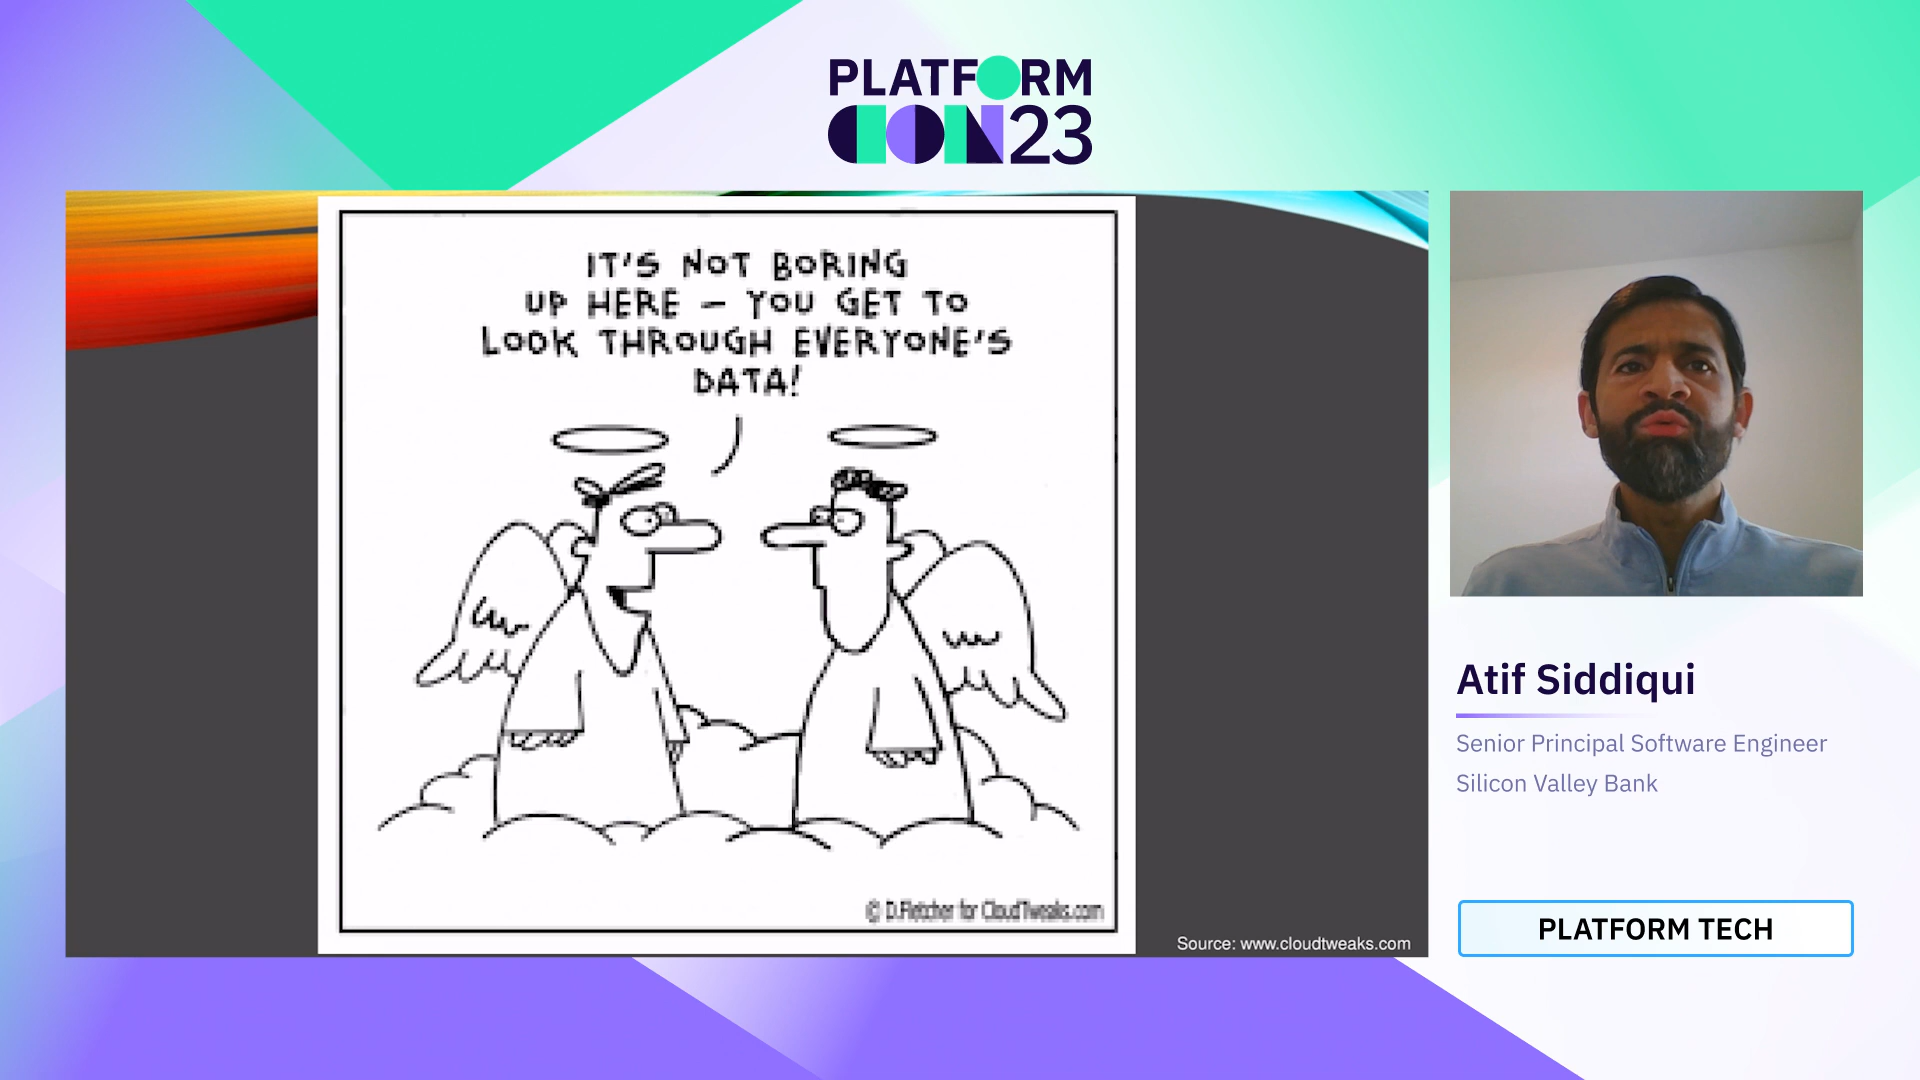 PLATFORM
CON23
IT'S NOT BORING
UP HERE – YOU GET TO
LOOK THROUGH EVERYONE'S
DATA!
© D.Fletcher for CloudTweaks.com
Source: www.cloudtweaks.com
Atif Siddiqui
Senior Principal Software Engineer
Silicon Valley Bank
PLATFORM TECH